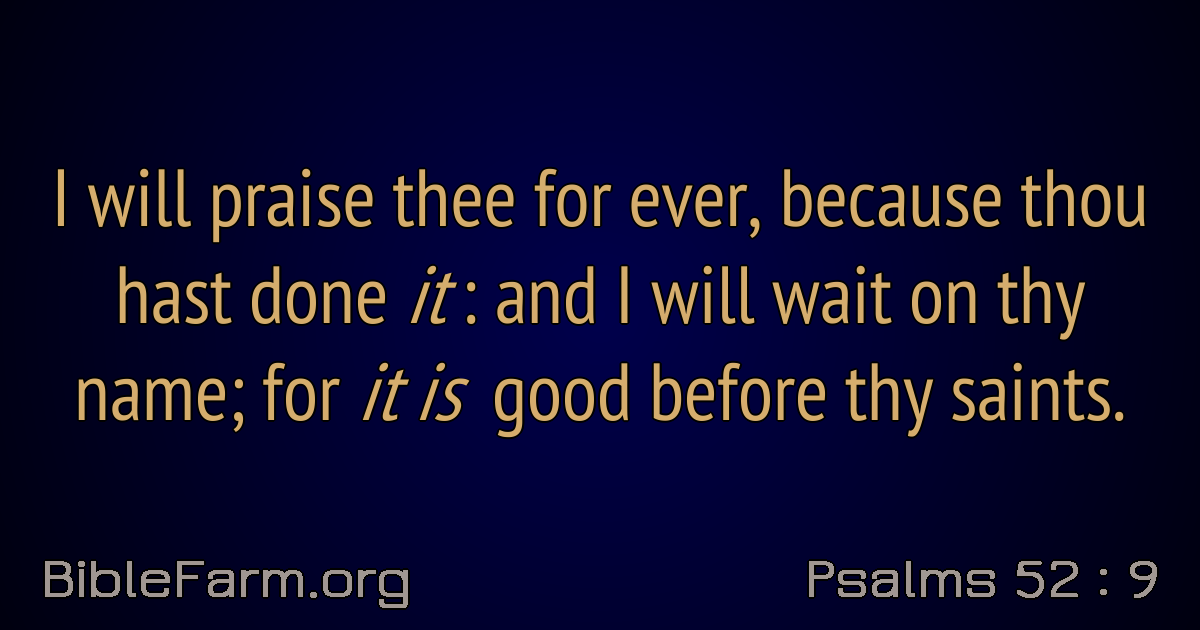 I will praise thee for ever, because thou
hast done it : and I will wait on thy
name; for it is good before thy saints.
BibleFarm.org
Psalms 52 : 9